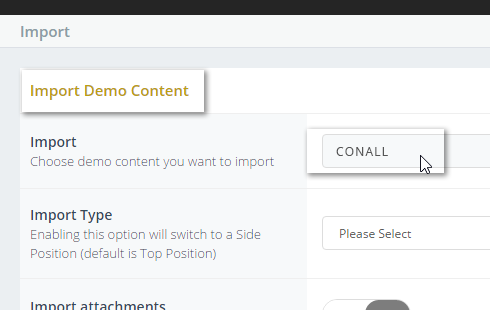 Import
Import Demo Content
Import
Choose demo content you want to import
CONALL
Import Type
Enabling this option will switch to a Side
Position (default is Top Position)
Please Select
Import attachments